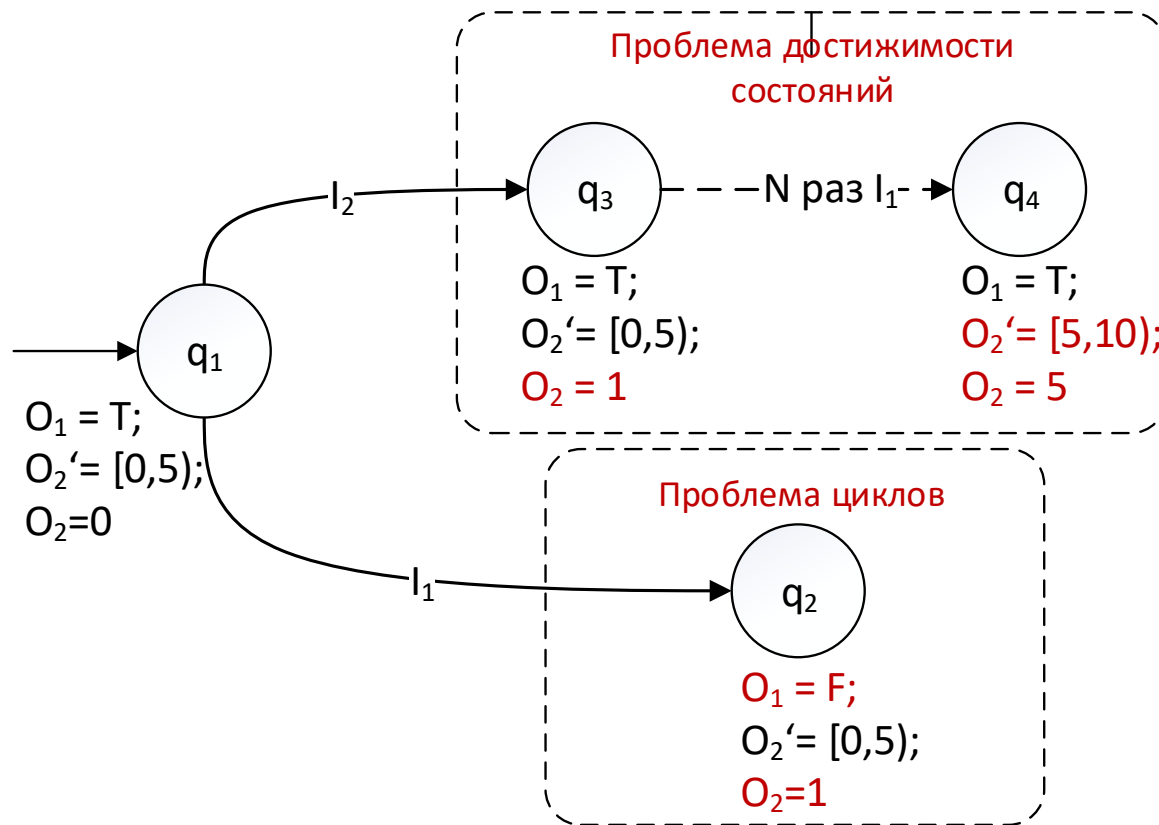 Проблема достижимости
состояний
I₂
q₃
N раз I₁
q₄
O₁ = T;
O₂‘= [0,5);
O₂ = 1
O₁ = T;
O₂‘= [5,10);
O₂ = 5
q₁
O₁ = T;
O₂‘= [0,5);
O₂=0
Проблема циклов
I₁
q₂
O₁ = F;
O₂‘= [0,5);
O₂=1